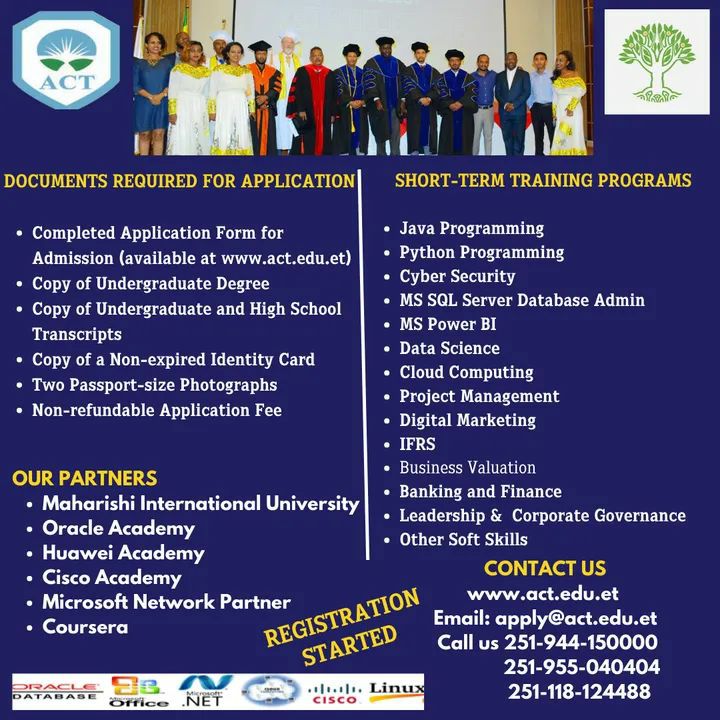 ACT
DOCUMENTS REQUIRED FOR APPLICATION
• Completed Application Form for
Admission (available at www.act.edu.et)
• Copy of Undergraduate Degree
• Copy of Undergraduate and High School
Transcripts
• Copy of a Non-expired Identity Card
• Two Passport-size Photographs
• Non-refundable Application Fee
OUR PARTNERS
• Maharishi International University
• Oracle Academy
• Huawei Academy
• Cisco Academy
• Microsoft Network Partner
• Coursera
SHORT-TERM TRAINING PROGRAMS
• Java Programming
• Python Programming
• Cyber Security
• MS SQL Server Database Admin
• MS Power BI
• Data Science
• Cloud Computing
• Project Management
• Digital Marketing
• IFRS
• Business Valuation
• Banking and Finance
• Leadership & Corporate Governance
• Other Soft Skills
REGISTRATION
STARTED
CONTACT US
www.act.edu.et
Email: apply@act.edu.et
Call us 251-944-150000
251-955-040404
251-118-124488
ORACLE
DATABASE
Microsoft
Office
Microsoft
.NET
CISCO
Linux